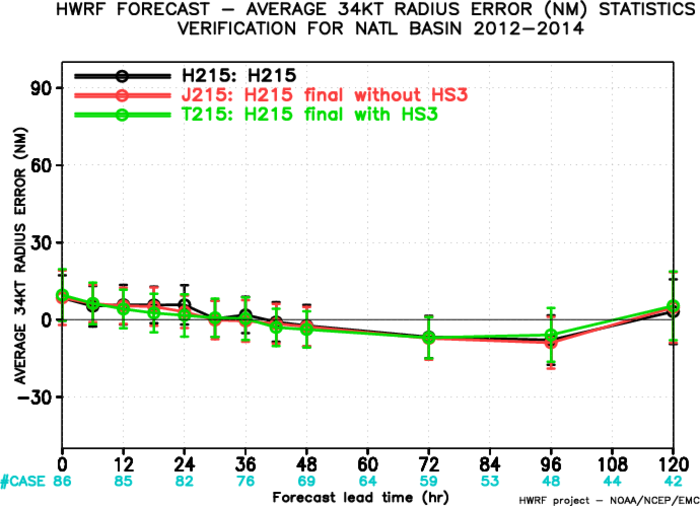 HWRF FORECAST – AVERAGE 34KT RADIUS ERROR (NM) STATISTICS
VERIFICATION FOR NATL BASIN 2012–2014
H215: H215
J215: H215 final without HS3
T215: H215 final with HS3
AVERAGE 34KT RADIUS ERROR (NM)
90
60
30
0
–30
0 12 24 36 48 60 72 84 96 108 120
#CASE 86 85 82 76 69 64 59 53 48 44 42
Forecast lead time (hr)
HWRF project – NOAA/NCEP/EMC